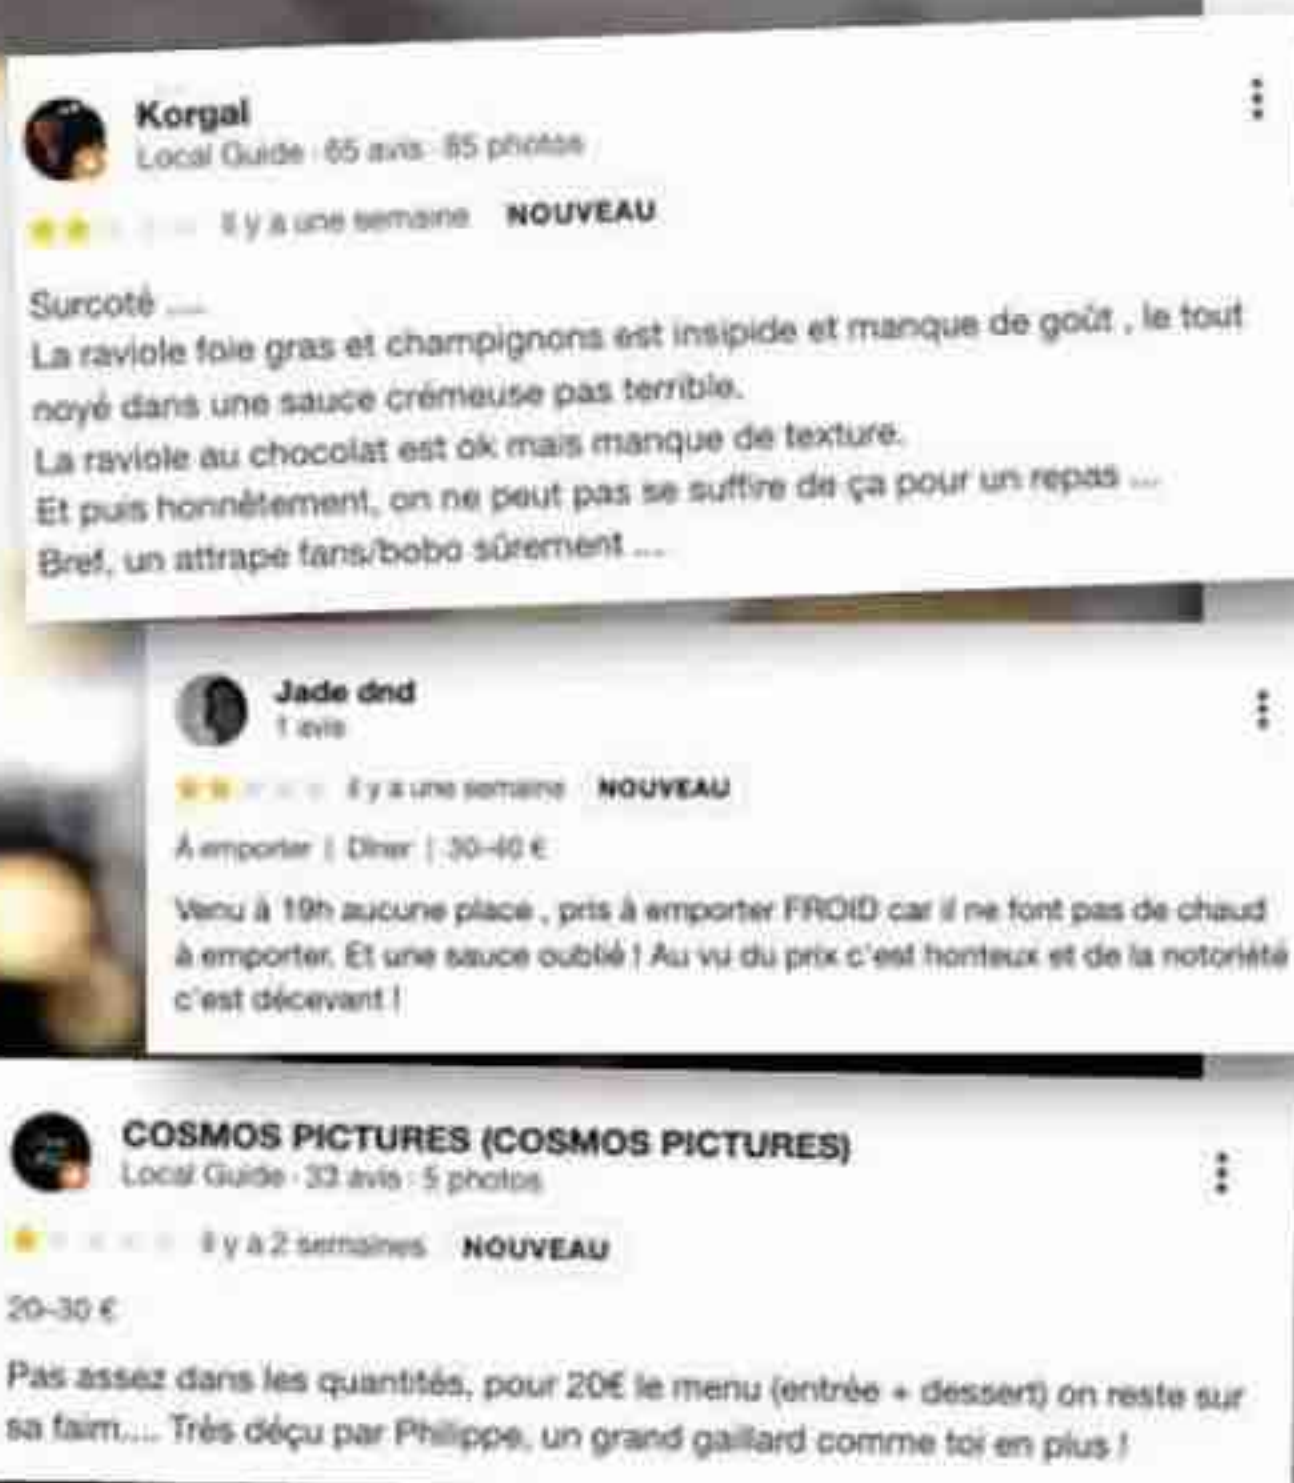 Korgal
Local Guide · 65 avis · 85 photos
Il y a une semaine NOUVEAU
Surcoté ....
La raviole foie gras et champignons est insipide et manque de goût , le tout
noyé dans une sauce crémeuse pas terrible.
La raviole au chocolat est ok mais manque de texture.
Et puis honnêtement, on ne peut pas se suffire de ça pour un repas ...
Bref, un attrape fans/bobo sûrement ...
Jade dnd
1 avis
il y a une semaine NOUVEAU
À emporter | Dîner | 30–40 €
Venu à 19h aucune place , pris à emporter FROID car il ne font pas de chaud
à emporter. Et une sauce oublié ! Au vu du prix c'est honteux et de la notoriété
c'est décevant !
COSMOS PICTURES (COSMOS PICTURES)
Local Guide · 33 avis · 5 photos
il y a 2 semaines NOUVEAU
20–30 €
Pas assez dans les quantités, pour 20€ le menu (entrée + dessert) on reste sur
sa faim.... Très déçu par Philippe, un grand gaillard comme toi en plus !